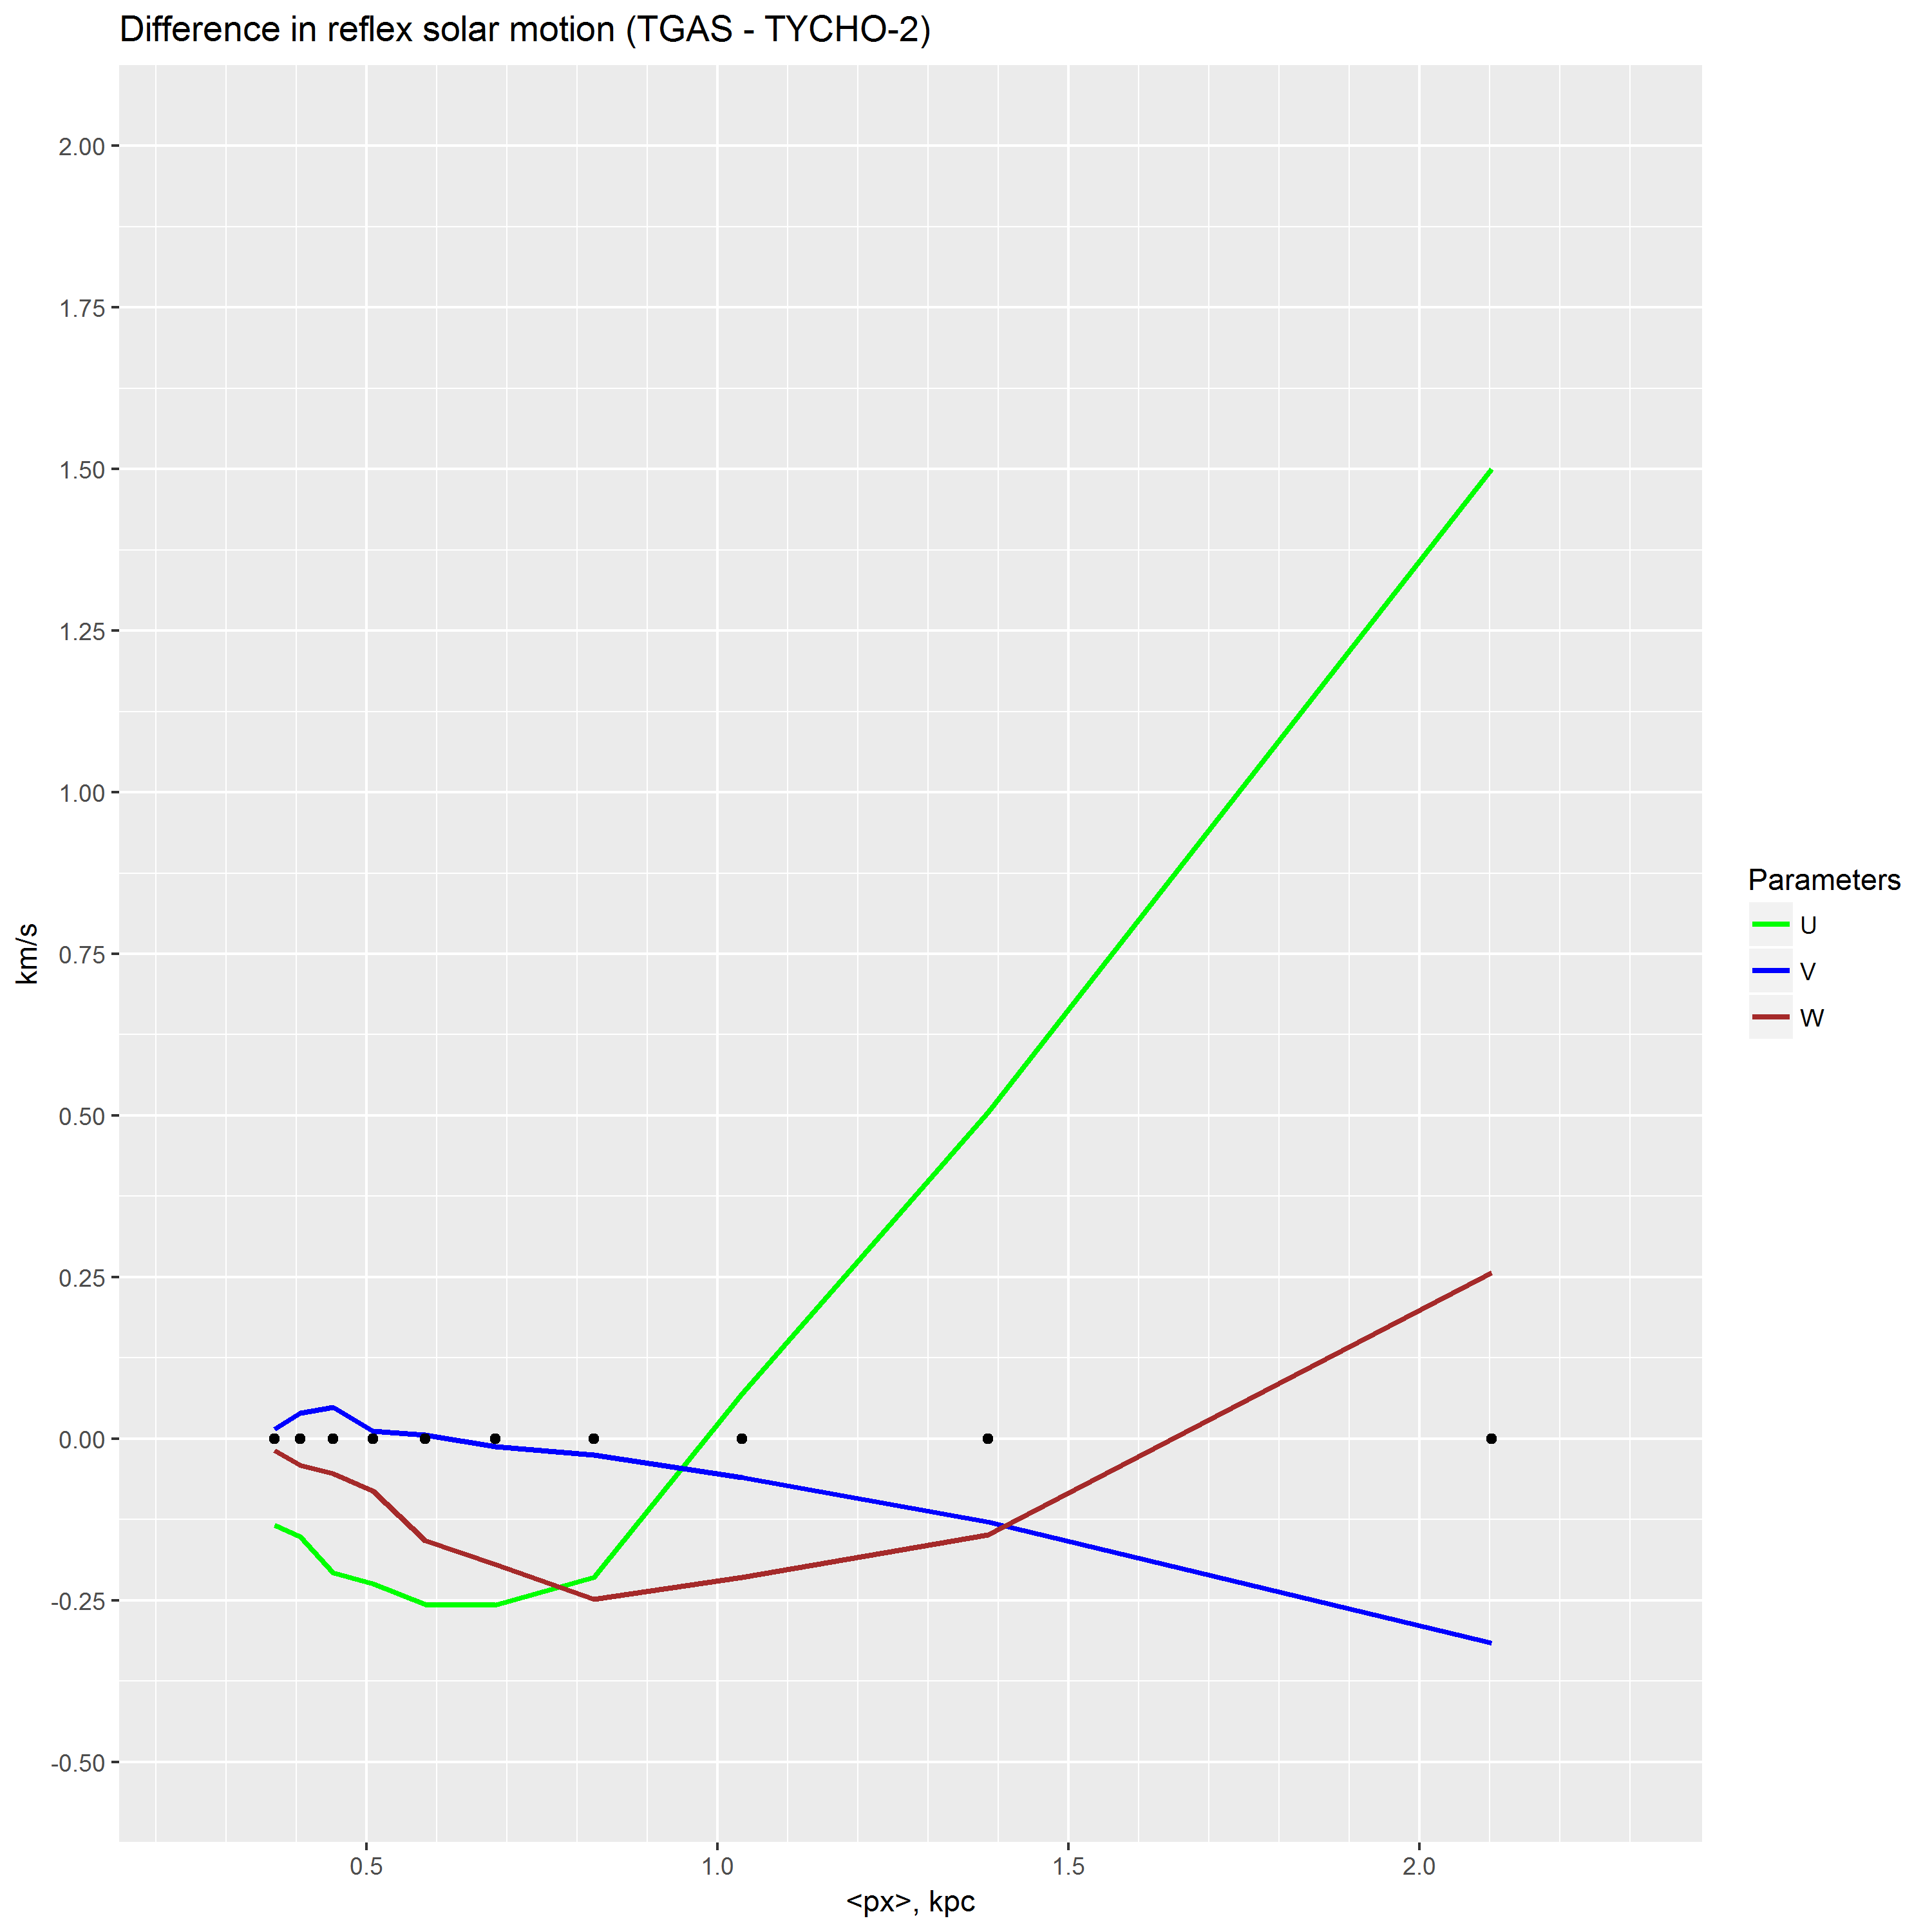 Difference in reflex solar motion (TGAS - TYCHO-2)
2.00
1.75
1.50
1.25
1.00
0.75
0.50
0.25
0.00
-0.25
-0.50
km/s
0.5 1.0 1.5 2.0
<px>, kpc
Parameters
U
V
W